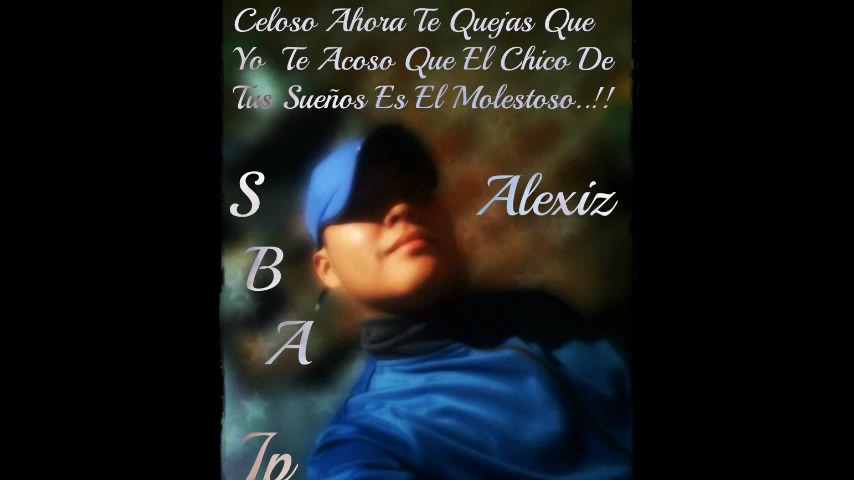 Celoso Ahora Te Quejas Que
Yo Te Acoso Que El Chico De
Tus Sueños Es El Molestoso..!!
S
Alexiz
B
A
Jp